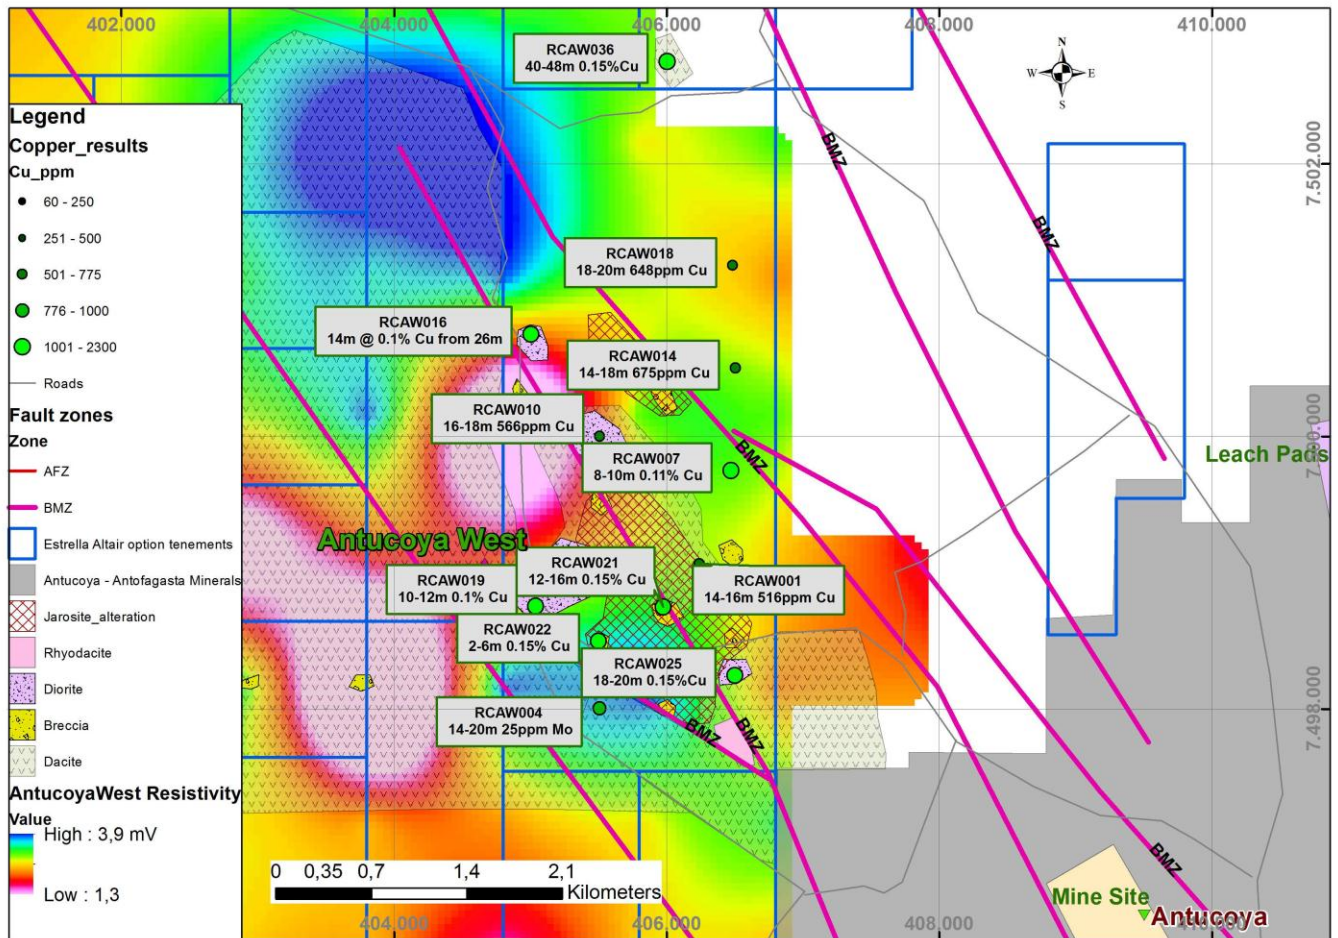 402.000
404.000
406.000
408.000
410.000
N
W
E
S
RCAW036
40-48m 0.15%Cu
Legend
Copper_results
Cu_ppm
60 - 250
251 - 500
501 - 775
776 - 1000
1001 - 2300
Roads
Fault zones
Zone
AFZ
BMZ
Estrella Altair option tenements
Antucoya - Antofagasta Minerals
Jarosite_alteration
Rhyodacite
Diorite
Breccia
Dacite
AntucoyaWest Resistivity
Value
High : 3,9 mV
Low : 1,3
BMZ
BMZ
7.502.000
RCAW018
18-20m 648ppm Cu
RCAW016
14m @ 0.1% Cu from 26m
RCAW014
14-18m 675ppm Cu
RCAW010
16-18m 566ppm Cu
RCAW007
8-10m 0.11% Cu
BMZ
Leach Pads
Antucoya West
RCAW021
12-16m 0.15% Cu
RCAW019
10-12m 0.1% Cu
RCAW001
14-16m 516ppm Cu
RCAW022
2-6m 0.15% Cu
RCAW025
18-20m 0.15%Cu
RCAW004
14-20m 25ppm Mo
BMZ
BMZ
7.498.000
BMZ
0 0,35 0,7 1,4 2,1
Kilometers
Mine Site
Antucoya
404.000
406.000
408.000